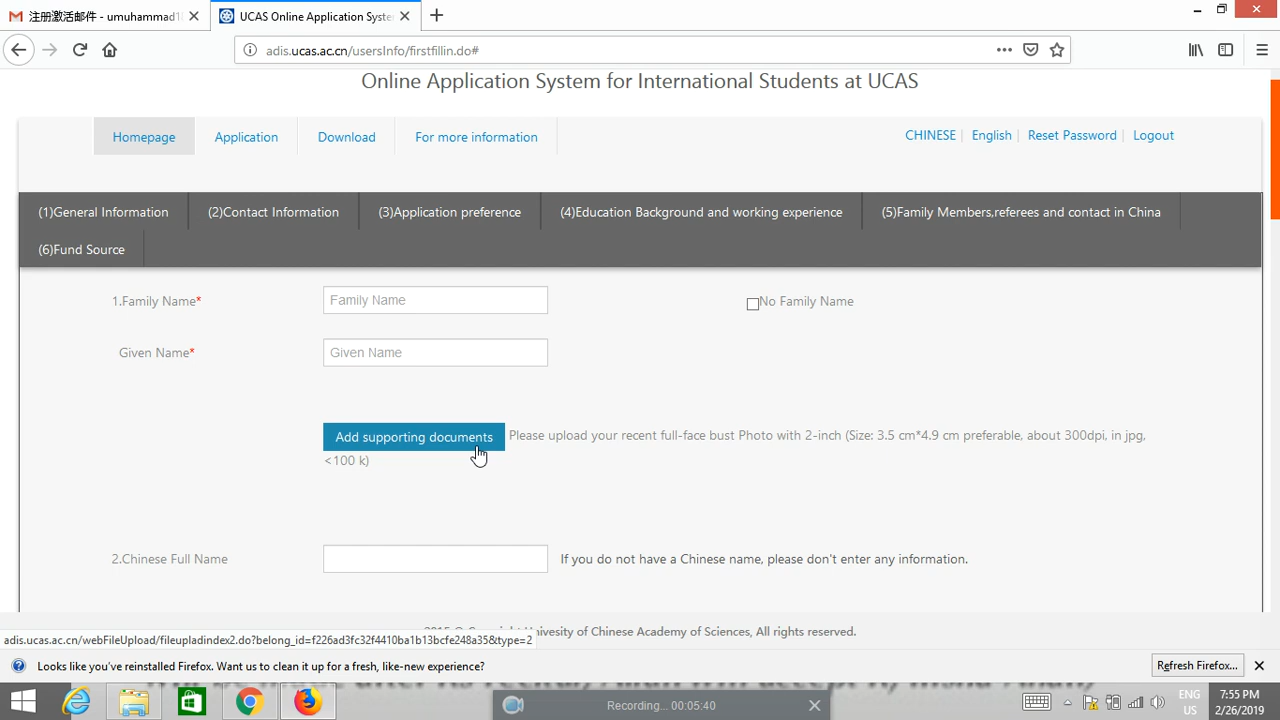 注册激活邮件 - umuhammad1
UCAS Online Application Syste
adis.ucas.ac.cn/usersInfo/firstfillin.do#
Online Application System for International Students at UCAS
Homepage
Application
Download
For more information
CHINESE | English | Reset Password | Logout
(1)General Information
(2)Contact Information
(3)Application preference
(4)Education Background and working experience
(5)Family Members,referees and contact in China
(6)Fund Source
1.Family Name*
Family Name
No Family Name
Given Name*
Given Name
Add supporting documents
Please upload your recent full-face bust Photo with 2-inch (Size: 3.5 cm*4.9 cm preferable, about 300dpi, in jpg,
<100 k)
2.Chinese Full Name
If you do not have a Chinese name, please don't enter any information.
nivesity of Chinese Academy of Sciences, All rights reserved.
adis.ucas.ac.cn/webFileUpload/fileupladindex2.do?belong_id=f226ad3fc32f4410ba1b13bcfe248a35&type=2
Looks like you've reinstalled Firefox. Want us to clean it up for a fresh, like-new experience?
Refresh Firefox...
Recording... 00:05:40
ENG
US
7:55 PM
2/26/2019